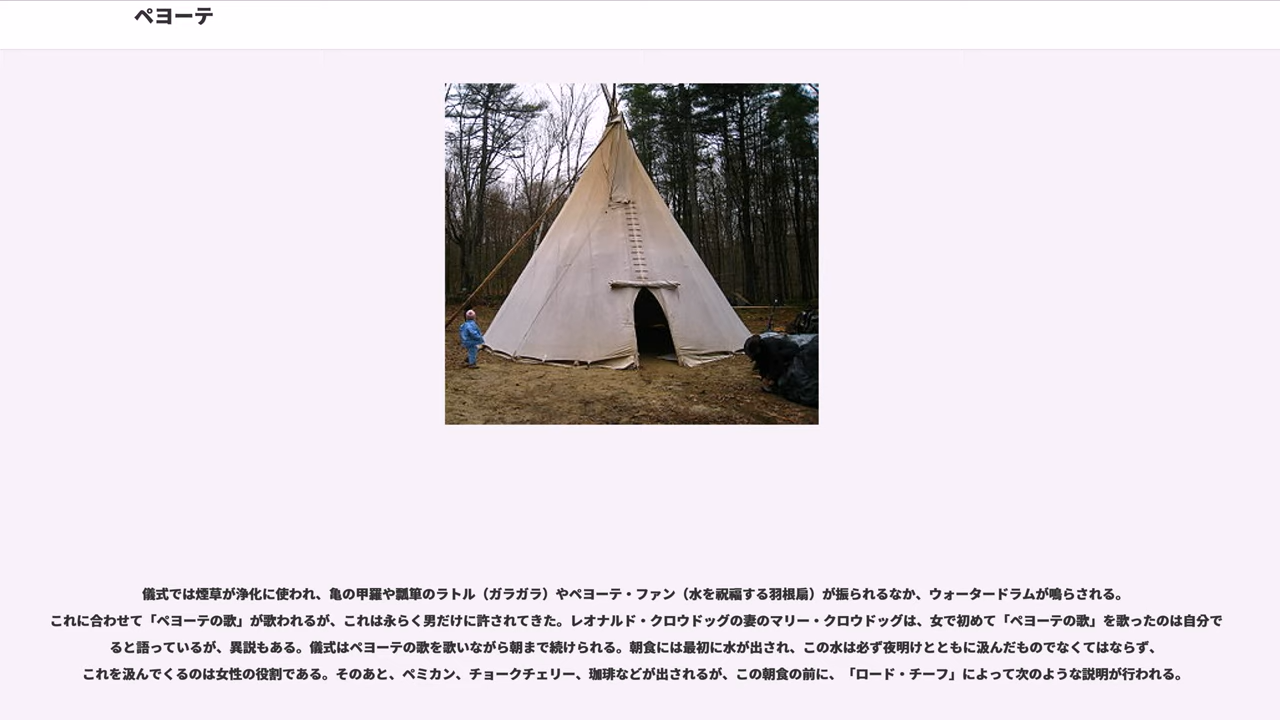 ペヨーテ
儀式では煙草が浄化に使われ、亀の甲羅や瓢箪のラトル（ガラガラ）やペヨーテ・ファン（水を祝福する羽根扇）が振られるなか、ウォータードラムが鳴らされる。
これに合わせて「ペヨーテの歌」が歌われるが、これは永らく男だけに許されてきた。レオナルド・クロウドッグの妻のマリー・クロウドッグは、女で初めて「ペヨーテの歌」を歌ったのは自分で
ると語っているが、異説もある。儀式はペヨーテの歌を歌いながら朝まで続けられる。朝食には最初に水が出され、この水は必ず夜明けとともに汲んだものでなくてはならず、
これを汲んでくるのは女性の役割である。そのあと、ペミカン、チョークチェリー、珈琲などが出されるが、この朝食の前に、「ロード・チーフ」によって次のような説明が行われる。